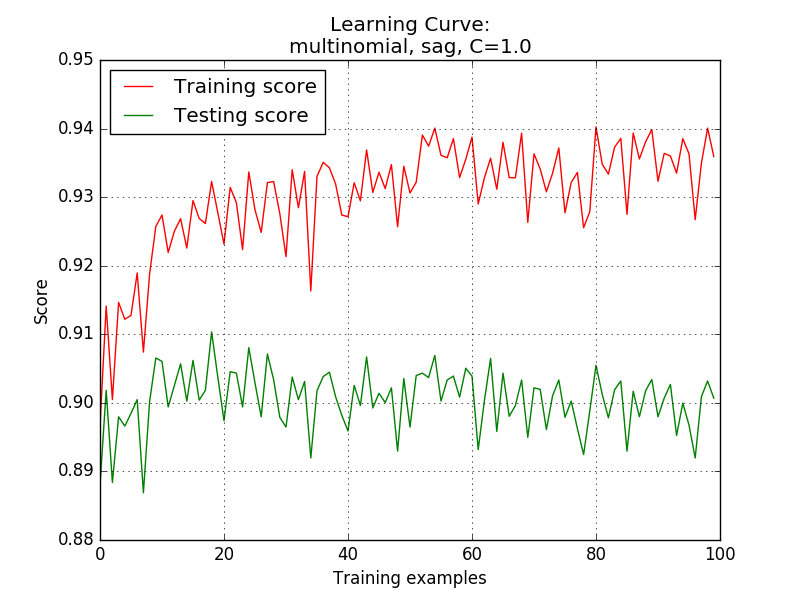 Learning Curve:
multinomial, sag, C=1.0
Training score
Testing score
0.95
0.94
0.93
0.92
0.91
0.90
0.89
0.88
Score
0 20 40 60 80 100
Training examples